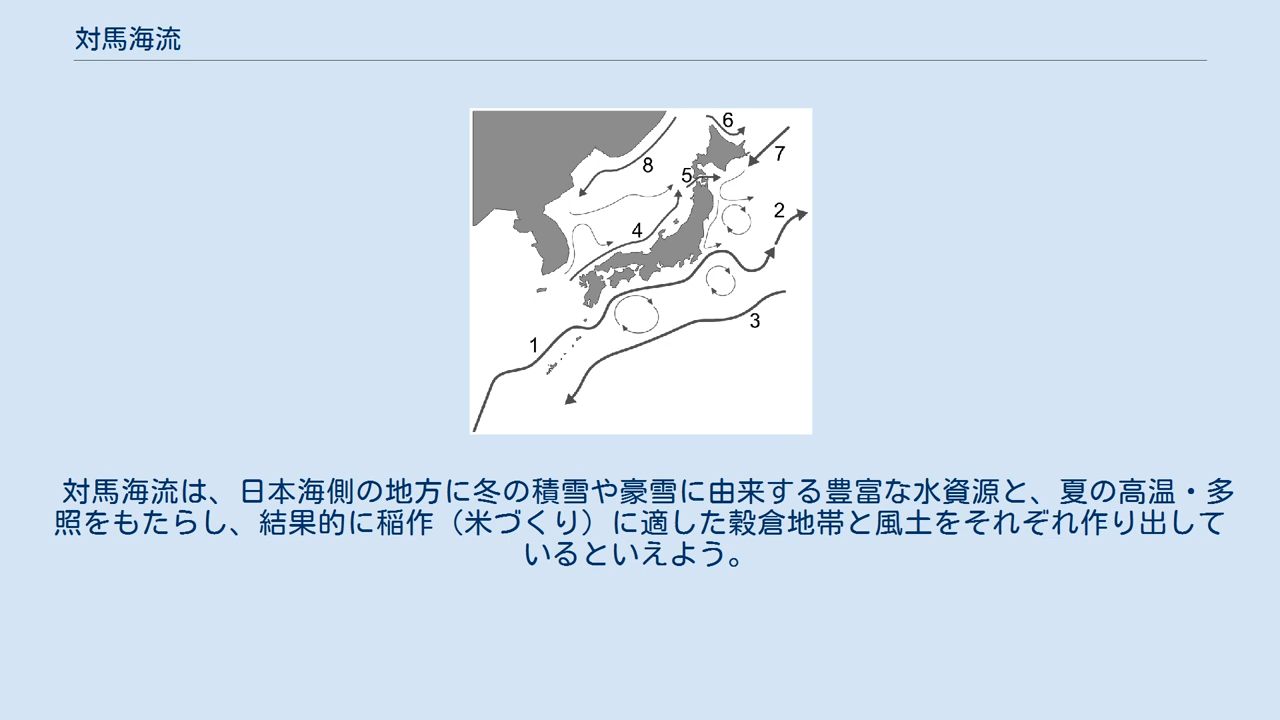 対馬海流
6
7
8
5
2
4
3
1
対馬海流は、日本海側の地方に冬の積雪や豪雪に由来する豊富な水資源と、夏の高温・多
照をもたらし、結果的に稲作（米づくり）に適した穀倉地帯と風土をそれぞれ作り出して
いるといえよう。